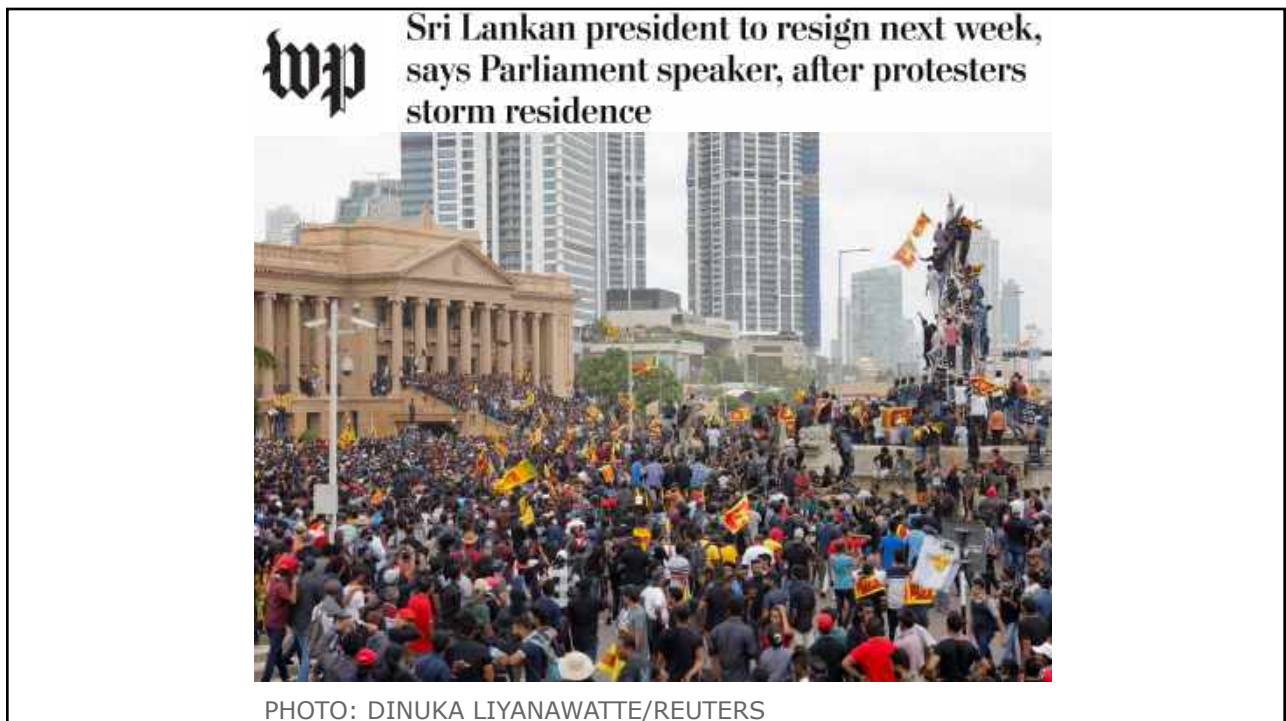 wp
Sri Lankan president to resign next week,
says Parliament speaker, after protesters
storm residence
PHOTO: DINUKA LIYANAWATTE/REUTERS